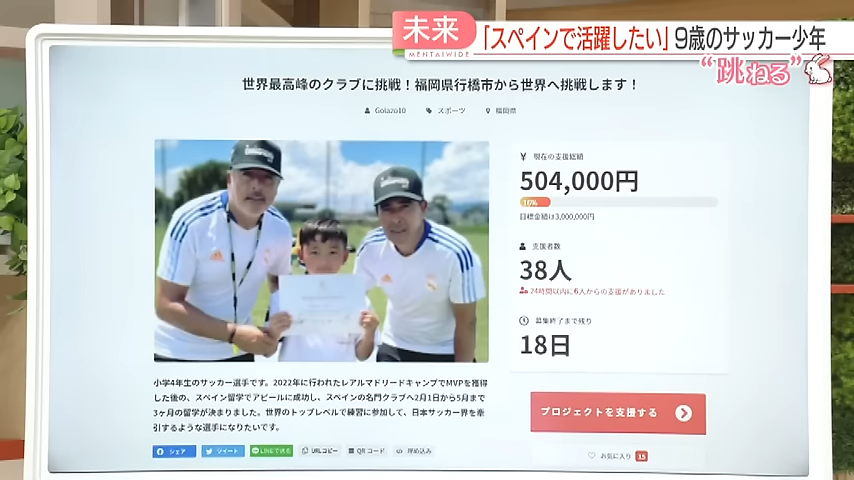 未来
MENTAIWIDE
「スペインで活躍したい」9歳のサッカー少年
“跳ねる”
世界最高峰のクラブに挑戦!福岡県行橋市から世界へ挑戦します!
Golazo10 スポーツ 福岡県
¥ 現在の支援総額
504,000円
16%
目標金額は3,000,000円
支援者数
38人
24時間以内に6人からの支援がありました
募集終了まで残り
18日
小学4年生のサッカー選手です。2022年に行われたレアルマドリードキャンプでMVPを獲得
した後の、スペイン留学でアピールに成功し、スペインの名門クラブへ2月1日から5月まで
3ヶ月の留学が決まりました。世界のトップレベルで練習に参加して、日本サッカー界を牽
引するような選手になりたいです。
プロジェクトを支援する
シェア ツイート LINEで送る URLコピー QRコード 埋め込み
お気に入り 15